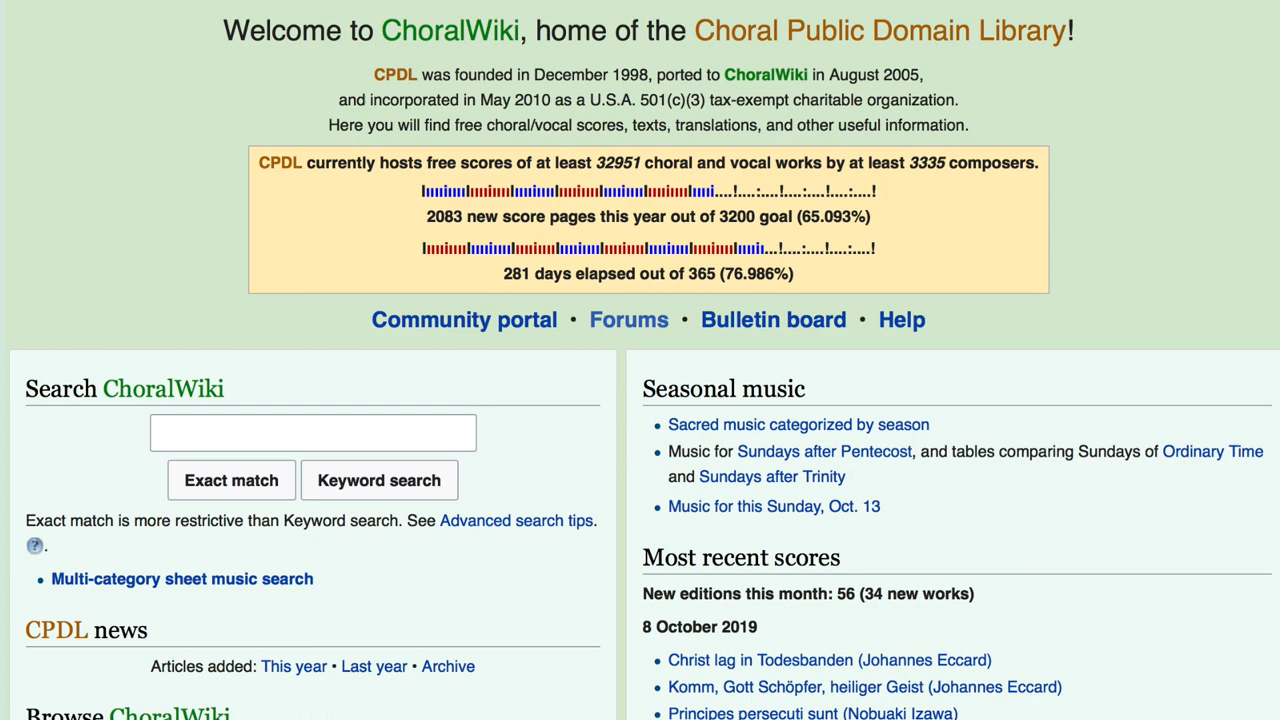 Welcome to ChoralWiki, home of the Choral Public Domain Library!
CPDL was founded in December 1998, ported to ChoralWiki in August 2005,
and incorporated in May 2010 as a U.S.A. 501(c)(3) tax-exempt charitable organization.
Here you will find free choral/vocal scores, texts, translations, and other useful information.
CPDL currently hosts free scores of at least 32951 choral and vocal works by at least 3335 composers.
2083 new score pages this year out of 3200 goal (65.093%)
281 days elapsed out of 365 (76.986%)
Community portal • Forums • Bulletin board • Help
Search ChoralWiki
Exact match Keyword search
Exact match is more restrictive than Keyword search. See Advanced search tips.
?.
• Multi-category sheet music search
CPDL news
Articles added: This year • Last year • Archive
Browse ChoralWiki
Seasonal music
• Sacred music categorized by season
• Music for Sundays after Pentecost, and tables comparing Sundays of Ordinary Time
and Sundays after Trinity
• Music for this Sunday, Oct. 13
Most recent scores
New editions this month: 56 (34 new works)
8 October 2019
• Christ lag in Todesbanden (Johannes Eccard)
• Komm, Gott Schöpfer, heiliger Geist (Johannes Eccard)
• Principes persecuti sunt (Nobuaki Izawa)